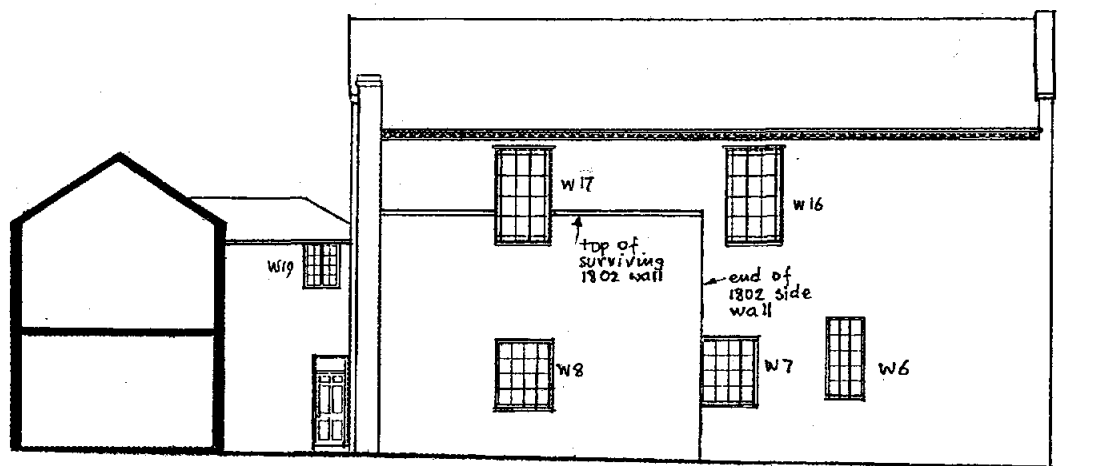 W17
W16
top of
surviving
1802 wall
W19
end of
1802 side
wall
W8
W7
W6